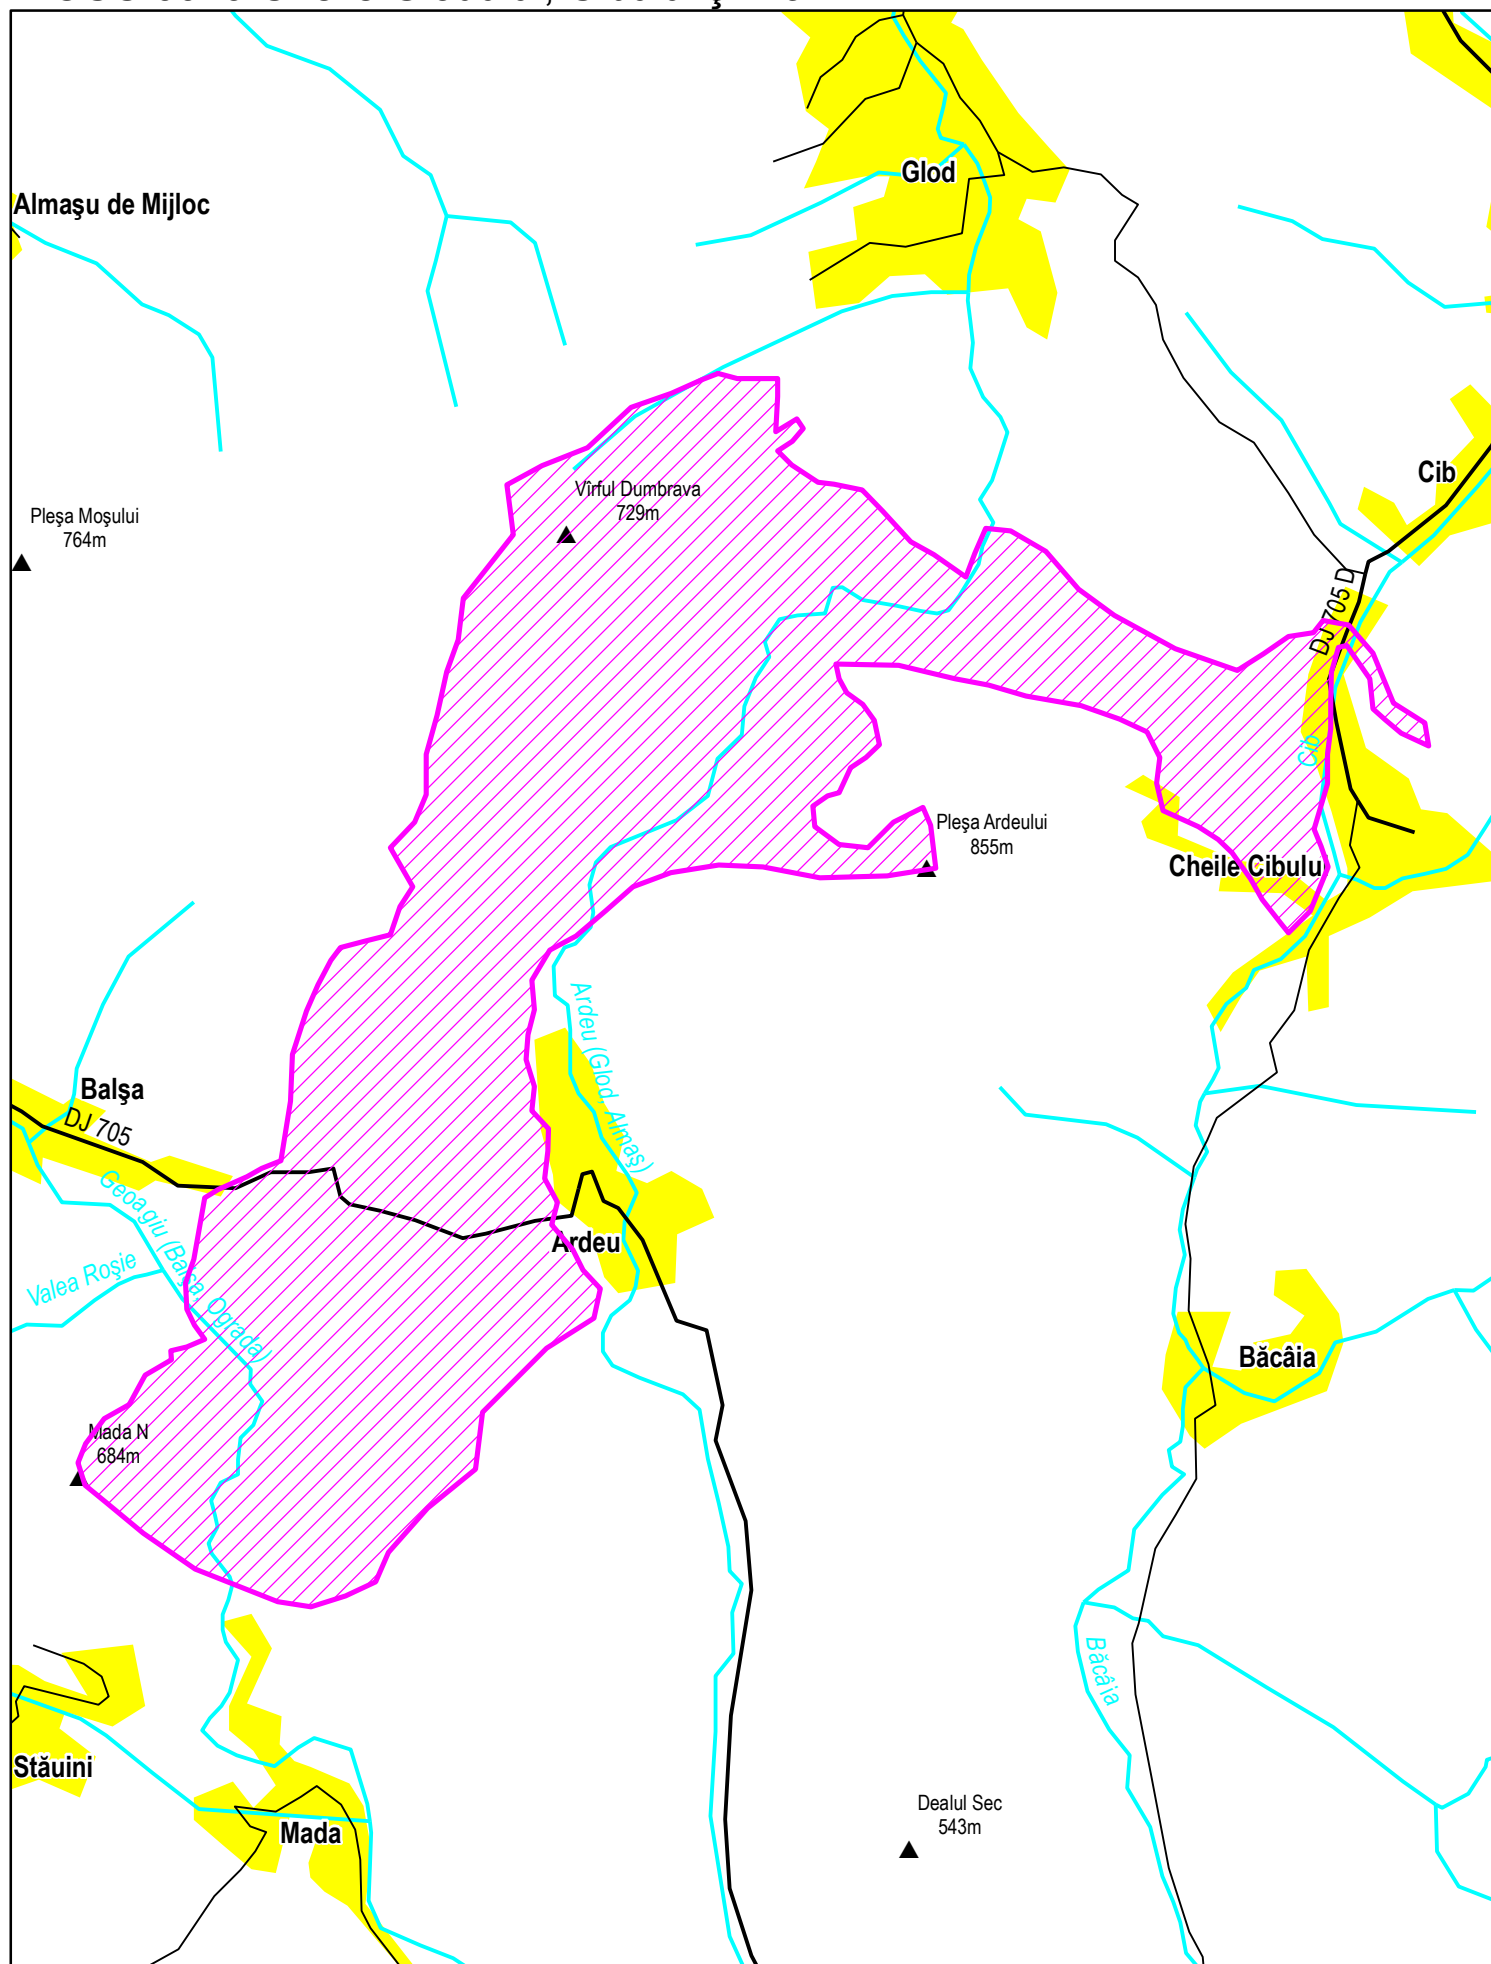 Glod
Almaşu de Mijloc
Cib
Vîrful Dumbrava
729m
Pleşa Moşului
764m
DJ 705 D
Cib
Pleşa Ardeului
855m
Cheile Cibulu
Ardeu (Glod, Almaş)
Balşa
DJ 705
Geoagiu (Balşa, Ograda)
Valea Roşie
Ardeu
Băcâia
Mada N
684m
Băcâia
Stăuini
Mada
Dealul Sec
543m